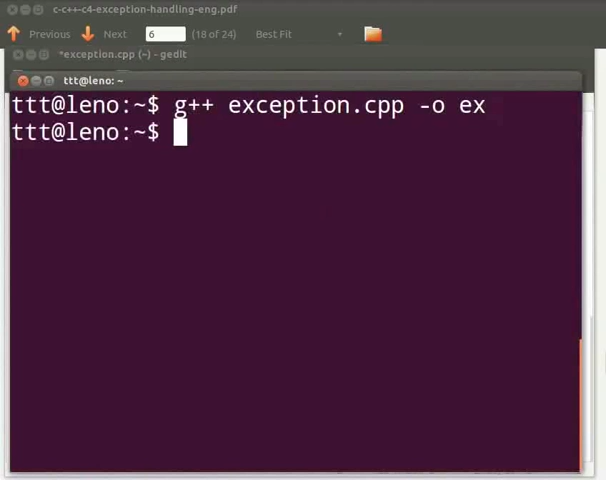 c-c++-c4-exception-handling-eng.pdf
Previous Next 6 (18 of 24) Best Fit
*exception.cpp (~) - gedit
ttt@leno: ~
ttt@leno:~$ g++ exception.cpp -o ex
ttt@leno:~$